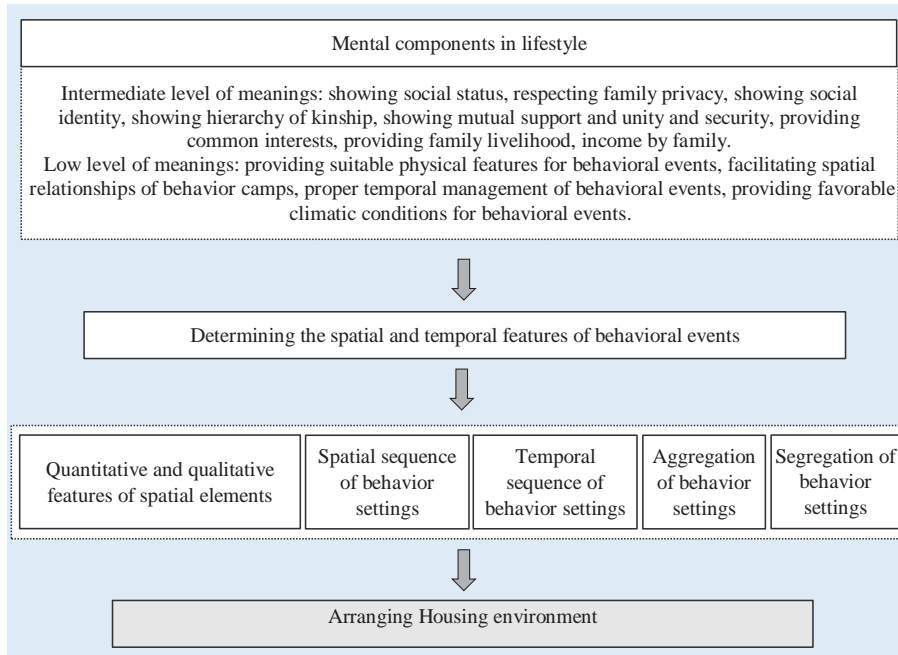 Mental components in lifestyle
Intermediate level of meanings: showing social status, respecting family privacy, showing social
identity, showing hierarchy of kinship, showing mutual support and unity and security, providing
common interests, providing family livelihood, income by family.
Low level of meanings: providing suitable physical features for behavioral events, facilitating spatial
relationships of behavior camps, proper temporal management of behavioral events, providing favorable
climatic conditions for behavioral events.
Determining the spatial and temporal features of behavioral events
Quantitative and qualitative
features of spatial elements
Spatial sequence
of behavior
settings
Temporal
sequence of
behavior settings
Aggregation
of behavior
settings
Segregation of
behavior
settings
Arranging Housing environment